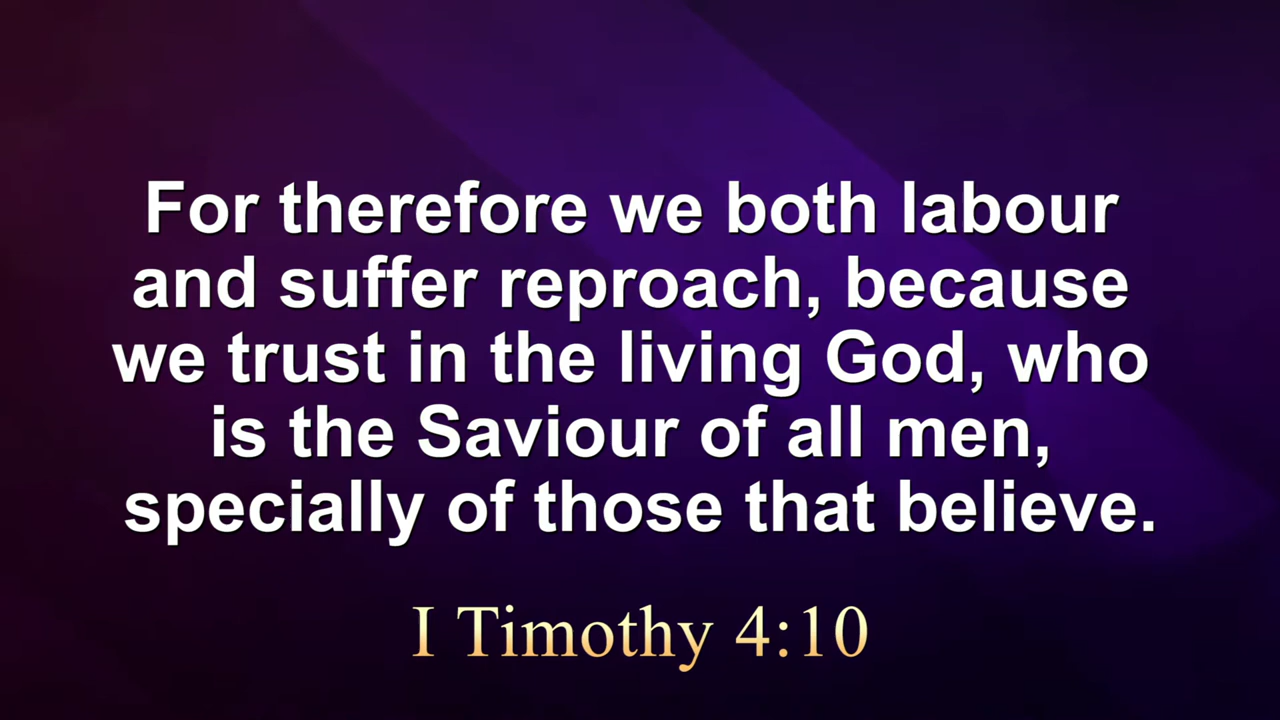 For therefore we both labour
and suffer reproach, because
we trust in the living God, who
is the Saviour of all men,
specially of those that believe.
I Timothy 4:10